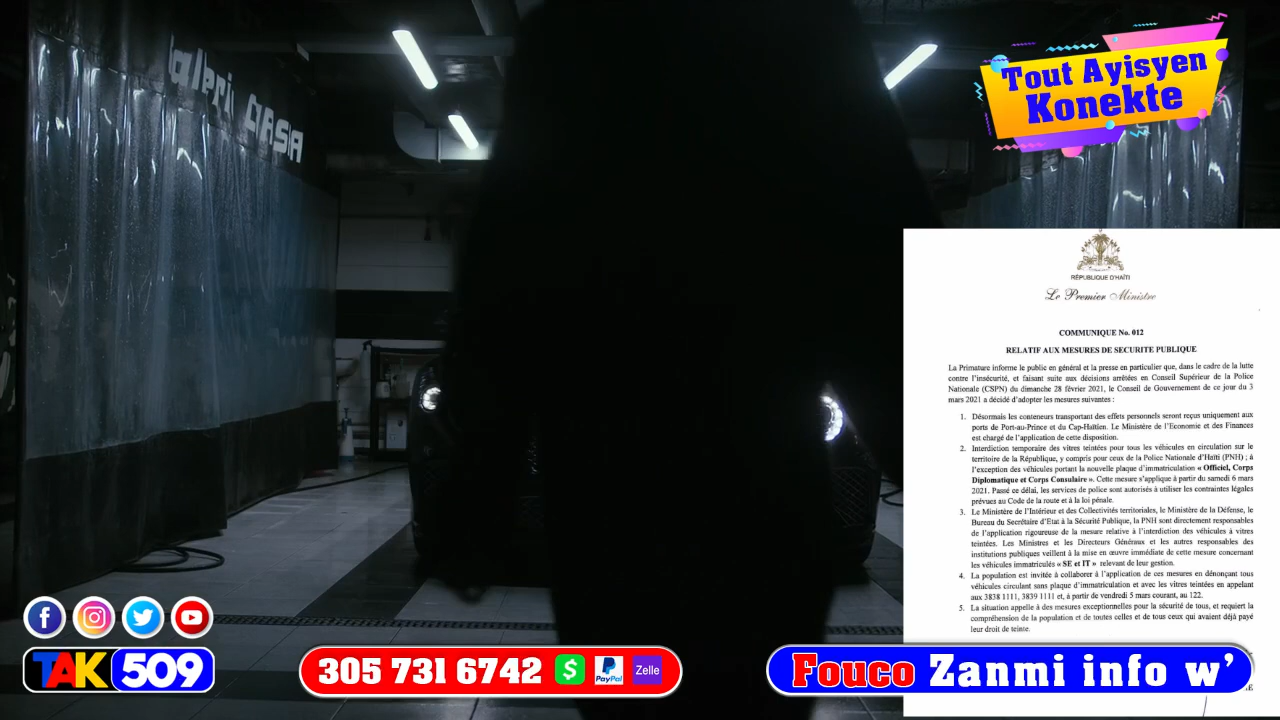 Tout Ayisyen
Konekte
RÉPUBLIQUE D'HAÏTI
Le Premier Ministre
COMMUNIQUE No. 012
RELATIF AUX MESURES DE SECURITE PUBLIQUE
La Primature informe le public en général et la presse en particulier que, dans le cadre de la lutte
contre l'insécurité, et faisant suite aux décisions arrêtées en Conseil Supérieur de la Police
Nationale (CSPN) du dimanche 28 février 2021, le Conseil de Gouvernement de ce jour du 3
mars 2021 a décidé d'adopter les mesures suivantes :
1. Désormais les conteneurs transportant des effets personnels seront reçus uniquement aux
ports de Port-au-Prince et du Cap-Haïtien. Le Ministère de l'Economie et des Finances
est chargé de l'application de cette disposition.
2. Interdiction temporaire des vitres teintées pour tous les véhicules en circulation sur le
territoire de la République, y compris pour ceux de la Police Nationale d'Haïti (PNH) ; à
l'exception des véhicules portant la nouvelle plaque d'immatriculation « Officiel, Corps
Diplomatique et Corps Consulaire ». Cette mesure s'applique à partir du samedi 6 mars
2021. Passé ce délai, les services de police sont autorisés à utiliser les contraintes légales
prévues au Code de la route et à la loi pénale.
3. Le Ministère de l'Intérieur et des Collectivités territoriales, le Ministère de la Défense, le
Bureau du Secrétaire d'Etat à la Sécurité Publique, la PNH sont directement responsables
de l'application rigoureuse de la mesure relative à l'interdiction des véhicules à vitres
teintées. Les Ministres et les Directeurs Généraux et les autres responsables des
institutions publiques veillent à la mise en œuvre immédiate de cette mesure concernant
les véhicules immatriculés « SE et IT » relevant de leur gestion.
4. La population est invitée à collaborer à l'application de ces mesures en dénonçant tous
véhicules circulant sans plaque d'immatriculation et avec les vitres teintées en appelant
aux 3838 1111, 3839 1111 et, à partir de vendredi 5 mars courant, au 122.
5. La situation appelle à des mesures exceptionnelles pour la sécurité de tous, et requiert la
compréhension de la population et de toutes celles et de tous ceux qui avaient déjà payé
leur droit de teinte.
TAK 509
305 731 6742 $ PayPal Zelle
Fouco Zanmi info w'